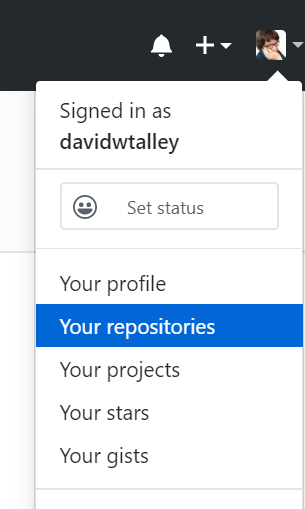 Signed in as
davidwtalley
Set status
Your profile
Your repositories
Your projects
Your stars
Your gists